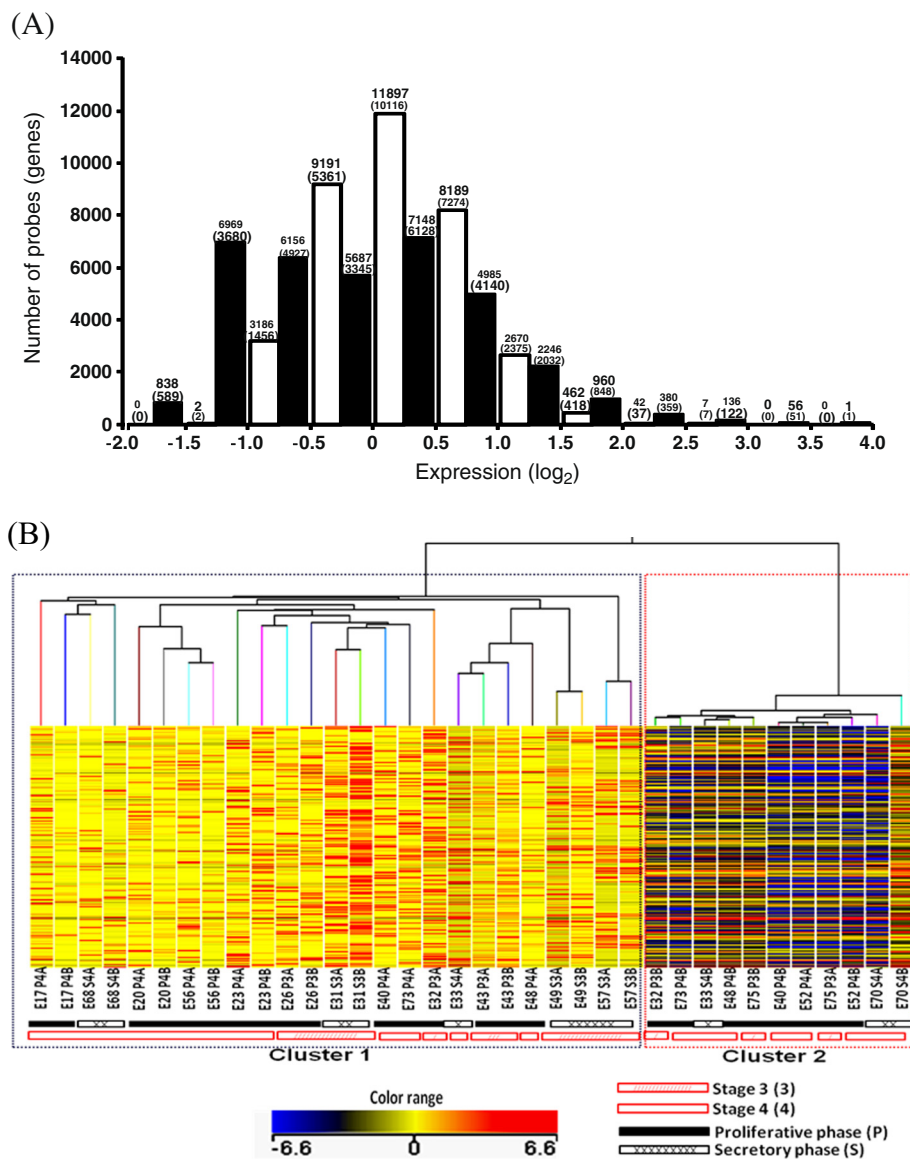 (A)
Number of probes (genes)
14000
12000
10000
8000
6000
4000
2000
0
0
(0)
838
(589)
2
(2)
6969
(3680)
3186
(1456)
6156
(4927)
9191
(5361)
5687
(3345)
11897
(10116)
7148
(6128)
8189
(7274)
4985
(4140)
2670
(2375)
2246
(2032)
462
(418)
960
(848)
42
(37)
380
(359)
7
(7)
136
(122)
0
(0)
56
(51)
0
(0)
1
(1)
-2.0 -1.5 -1.0 -0.5 0 0.5 1.0 1.5 2.0 2.5 3.0 3.5 4.0
Expression (log2)
(B)
E17 P4A
E17 P4B
E68 S4A
E68 S4B
E20 P4A
E20 P4B
E56 P4A
E56 P4B
E23 P4A
E23 P4B
E26 P3A
E26 P3B
E31 S3A
E31 S3B
E40 P4A
E73 P4A
E32 P3A
E33 S4A
E43 P3A
E43 P3B
E48 P4A
E49 S3A
E49 S3B
E57 S3A
E57 S3B
E32 P3B
E73 P4B
E33 S4B
E48 P4B
E75 P3B
E40 P4B
E52 P4A
E75 P3A
E52 P4B
E70 S4A
E70 S4B
Cluster 1
Cluster 2
Color range
-6.6 0 6.6
Stage 3 (3)
Stage 4 (4)
Proliferative phase (P)
Secretory phase (S)